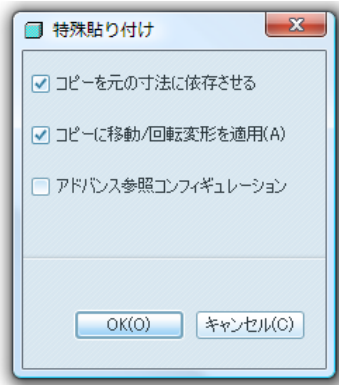 特殊貼り付け
コピーを元の寸法に依存させる
コピーに移動/回転変形を適用(A)
アドバンス参照コンフィギュレーション
OK(O)
キャンセル(C)